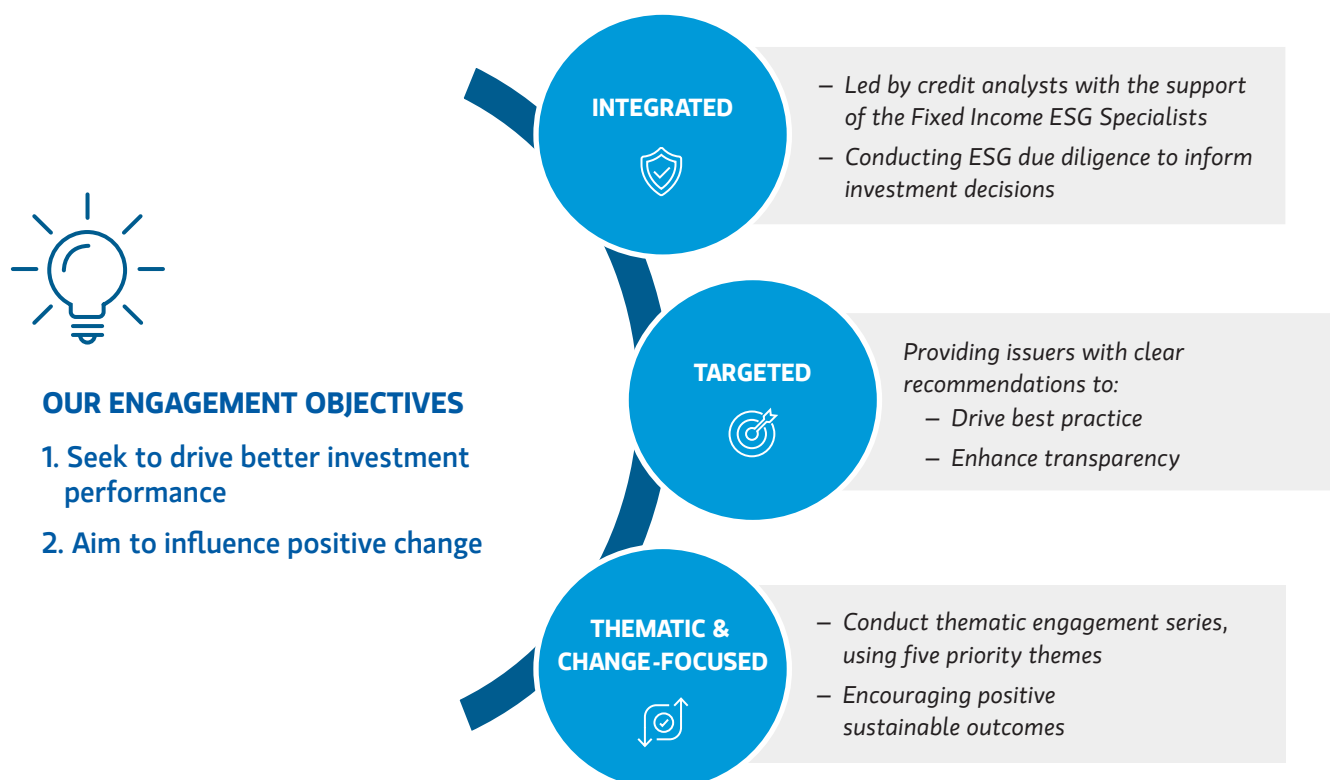 OUR ENGAGEMENT OBJECTIVES
1. Seek to drive better investment
performance
2. Aim to influence positive change
INTEGRATED
– Led by credit analysts with the support
of the Fixed Income ESG Specialists
– Conducting ESG due diligence to inform
investment decisions
TARGETED
Providing issuers with clear
recommendations to:
– Drive best practice
– Enhance transparency
THEMATIC &
CHANGE-FOCUSED
– Conduct thematic engagement series,
using five priority themes
– Encouraging positive
sustainable outcomes